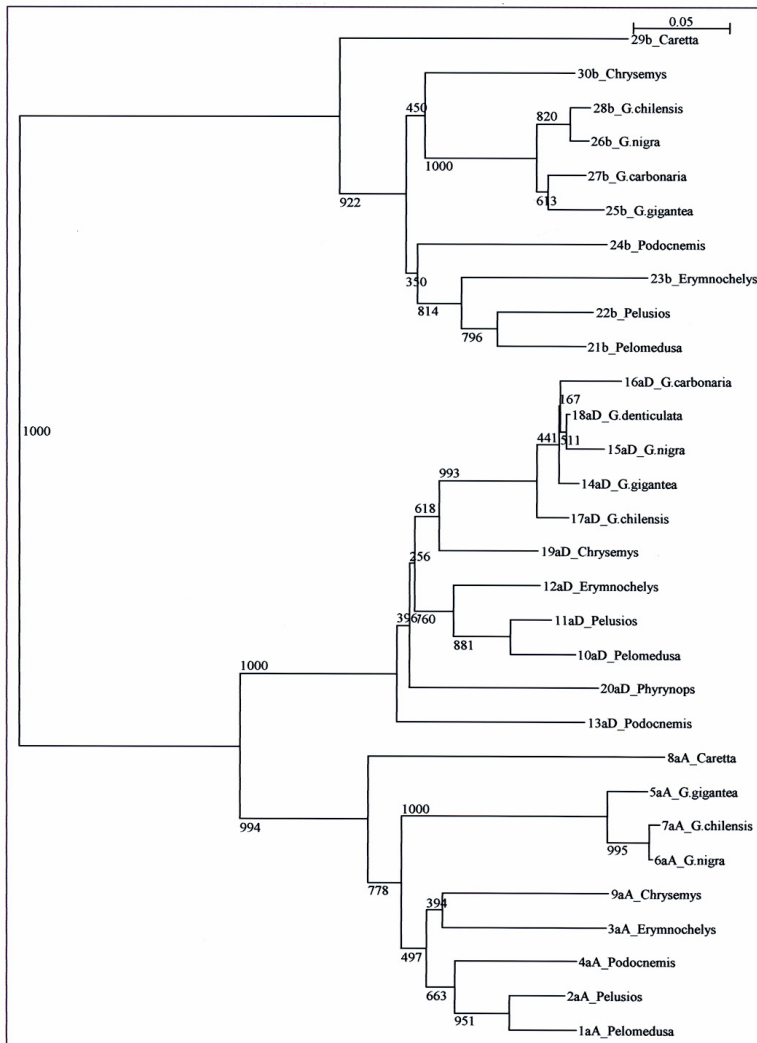 0.05
29b_Caretta
30b_Chrysemys
450
28b_G.chilensis
820
26b_G.nigra
1000
27b_G.carbonaria
613
25b_G.gigantea
922
24b_Podocnemis
350
23b_Erymnochelys
814
22b_Pelusios
796
21b_Pelomedusa
16aD_G.carbonaria
167
18aD_G.denticulata
1000
441
511
15aD_G.nigra
993
14aD_G.gigantea
618
17aD_G.chilensis
19aD_Chrysemys
256
12aD_Erymnochelys
396
760
11aD_Pelusios
881
10aD_Pelomedusa
1000
20aD_Phyrynops
13aD_Podocnemis
8aA_Caretta
5aA_G.gigantea
1000
994
7aA_G.chilensis
995
6aA_G.nigra
778
9aA_Chrysemys
394
3aA_Erymnochelys
497
4aA_Podocnemis
663
2aA_Pelusios
951
1aA_Pelomedusa